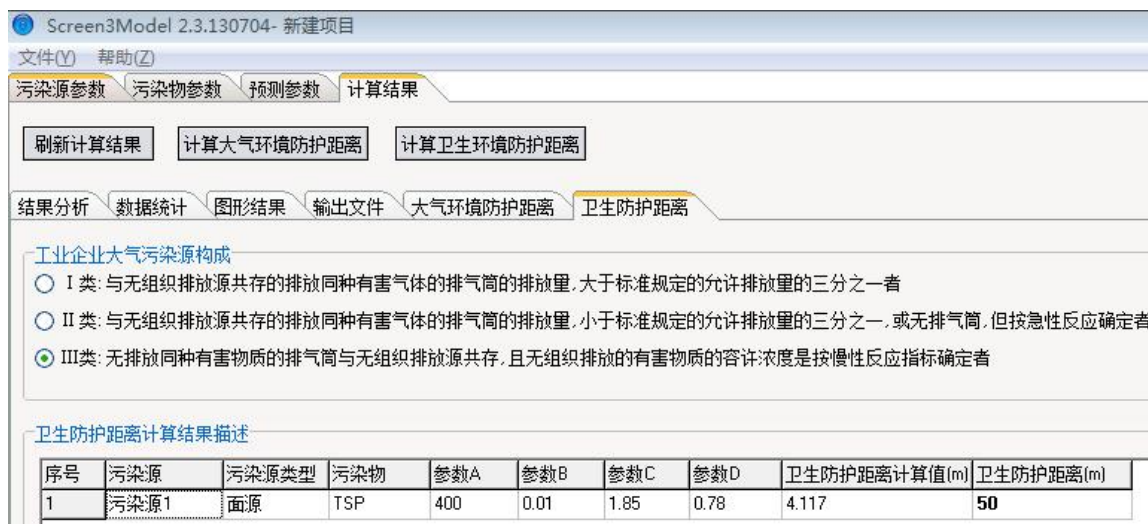 Screen3Model 2.3.130704- 新建项目
文件(Y) 帮助(Z)
污染源参数 污染物参数 预测参数 计算结果
刷新计算结果 计算大气环境防护距离 计算卫生环境防护距离
结果分析 数据统计 图形结果 输出文件 大气环境防护距离 卫生防护距离
工业企业大气污染源构成
I 类: 与无组织排放源共存的排放同种有害气体的排气筒的排放量,大于标准规定的允许排放量的三分之一者
II 类: 与无组织排放源共存的排放同种有害气体的排气筒的排放量,小于标准规定的允许排放量的三分之一,或无排气筒,但按急性反应确定者
III类: 无排放同种有害物质的排气筒与无组织排放源共存,且无组织排放的有害物质的容许浓度是按慢性反应指标确定者
卫生防护距离计算结果描述
序号 污染源 污染源类型 污染物 参数A 参数B 参数C 参数D 卫生防护距离计算值(m) 卫生防护距离(m)
1 污染源1 面源 TSP 400 0.01 1.85 0.78 4.117 50